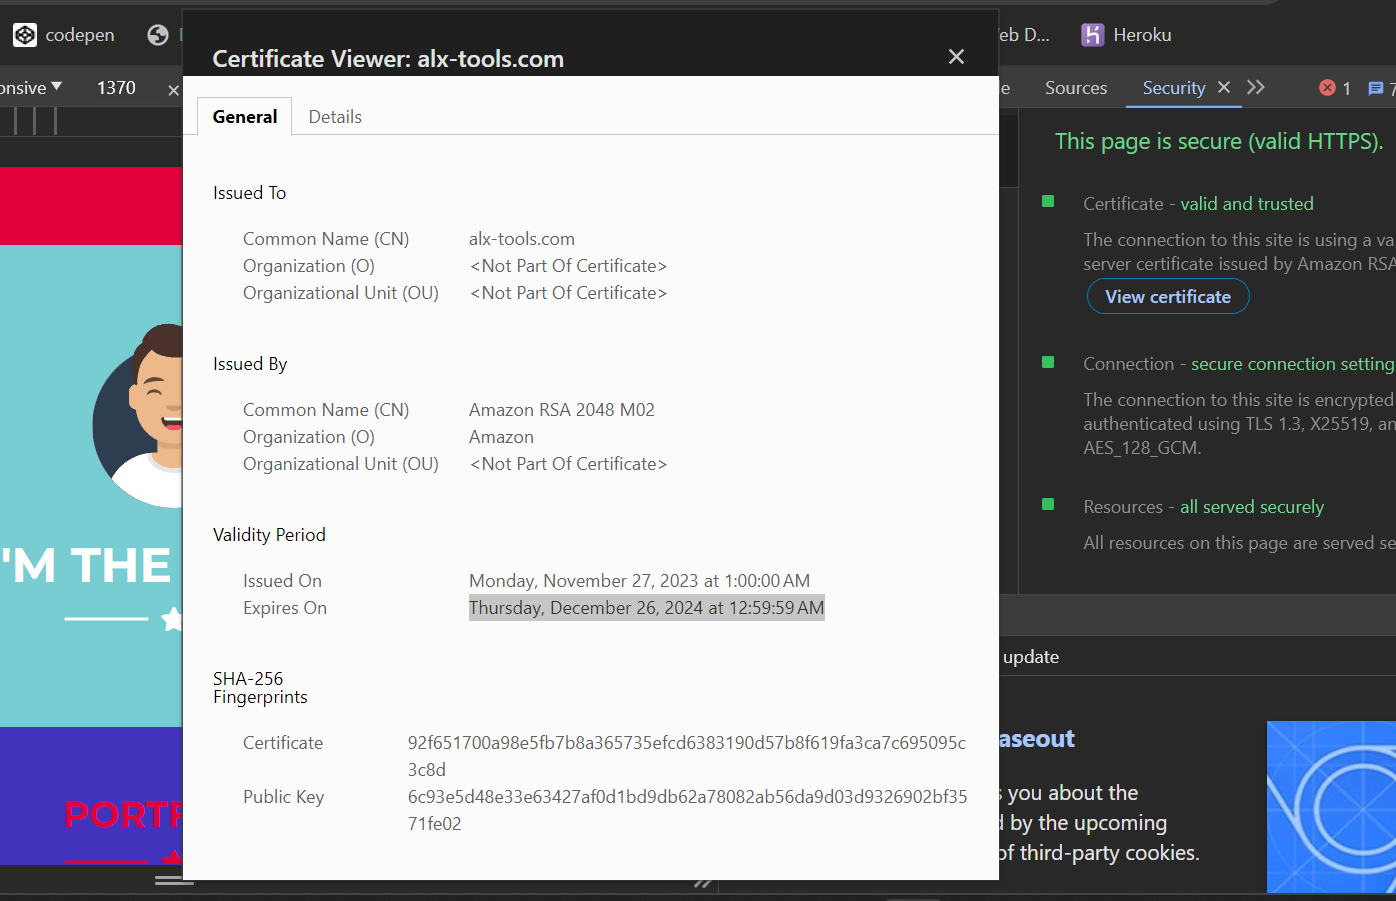 codepen
eb D...
Heroku
Certificate Viewer: alx-tools.com
onsive
1370
Sources
Security
1
General
Details
This page is secure (valid HTTPS).
Issued To
Certificate - valid and trusted
Common Name (CN) alx-tools.com
The connection to this site is using a va
Organization (O) <Not Part Of Certificate>
server certificate issued by Amazon RSA
Organizational Unit (OU) <Not Part Of Certificate>
View certificate
Issued By
Connection - secure connection setting
Common Name (CN) Amazon RSA 2048 M02
The connection to this site is encrypted
Organization (O) Amazon
authenticated using TLS 1.3, X25519, an
AES_128_GCM.
Organizational Unit (OU) <Not Part Of Certificate>
Resources - all served securely
Validity Period
All resources on this page are served se
'M THE
Issued On Monday, November 27, 2023 at 1:00:00 AM
Expires On Thursday, December 26, 2024 at 12:59:59 AM
update
SHA-256
Fingerprints
Certificate 92f651700a98e5fb7b8a365735efcd6383190d57b8f619fa3ca7c695095c
3c8d
aseout
Public Key 6c93e5d48e33e63427af0d1bd9db62a78082ab56da9d03d9326902bf35
71fe02
s you about the
d by the upcoming
of third-party cookies.
PORTF